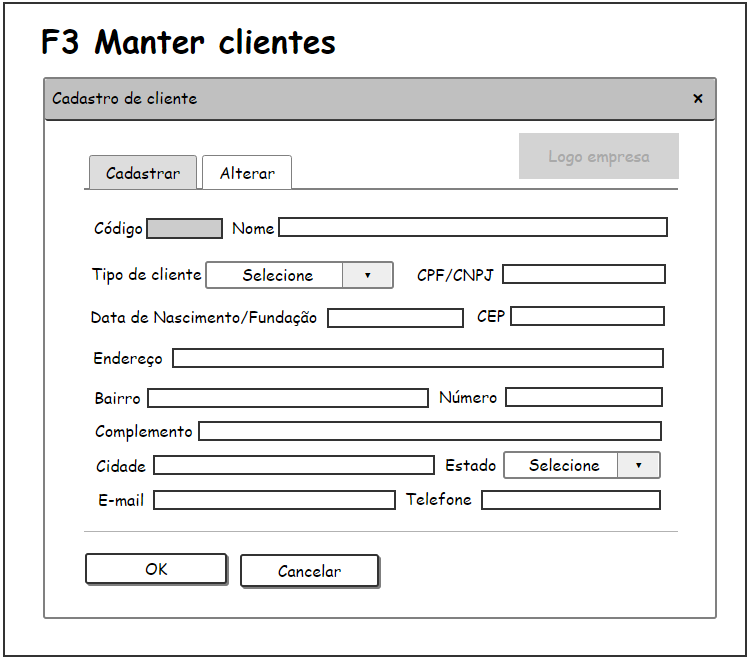 F3 Manter clientes
Cadastro de cliente x
Logo empresa
Cadastrar Alterar
Código Nome
Tipo de cliente Selecione ▾ CPF/CNPJ
Data de Nascimento/Fundação CEP
Endereço
Bairro Número
Complemento
Cidade Estado Selecione ▾
E-mail Telefone
OK Cancelar